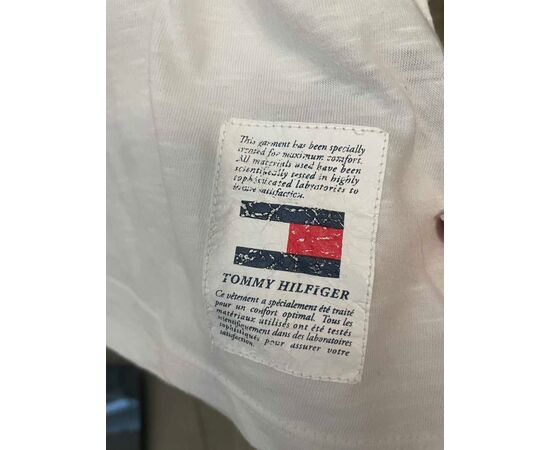 This garment has been specially
treated for maximum comfort.
All materials used have been
scientifically tested in highly
sophisticated laboratories to
insure satisfaction.
TOMMY HILFIGER
Ce vêtement a spécialement été traité
pour un confort optimal. Tous les
matériaux utilisés ont été testés
scientifiquement dans des laboratoires
sophistiqués pour assurer votre
satisfaction.